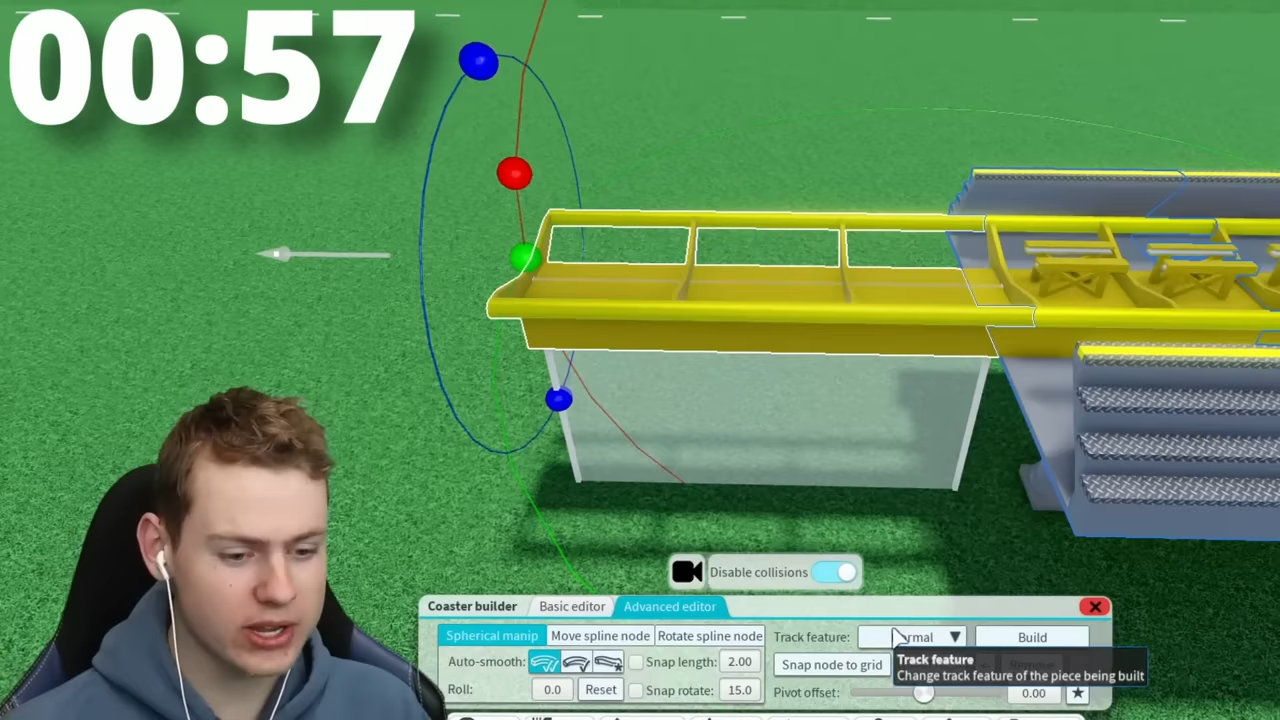 00:57
Disable collisions
Coaster builder Basic editor Advanced editor
Spherical manip Move spline node Rotate spline node Track feature: rmal Build
Auto-smooth: Snap length: 2.00 Snap node to grid
Track feature
Change track feature of the piece being built
Roll: 0.0 Reset Snap rotate: 15.0 Pivot offset: 0.00